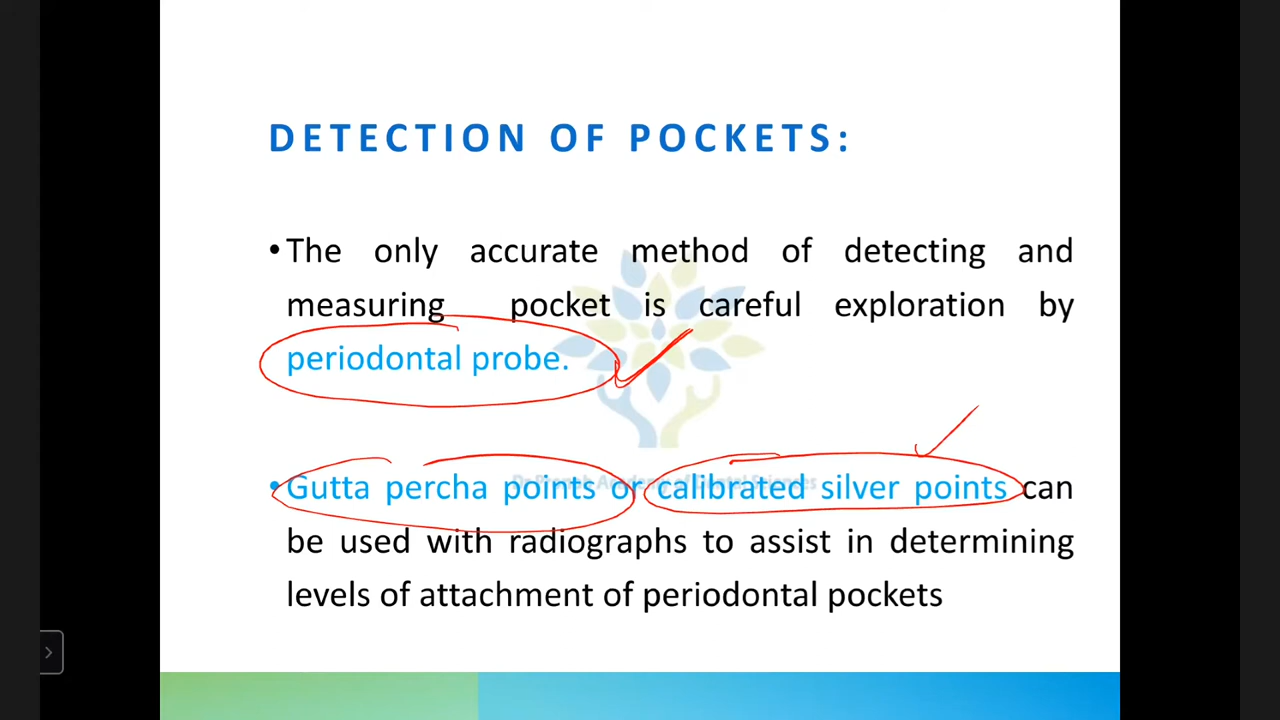 DETECTION OF POCKETS:
•The only accurate method of detecting and
measuring pocket is careful exploration by
periodontal probe.
•Gutta percha points or calibrated silver points can
be used with radiographs to assist in determining
levels of attachment of periodontal pockets